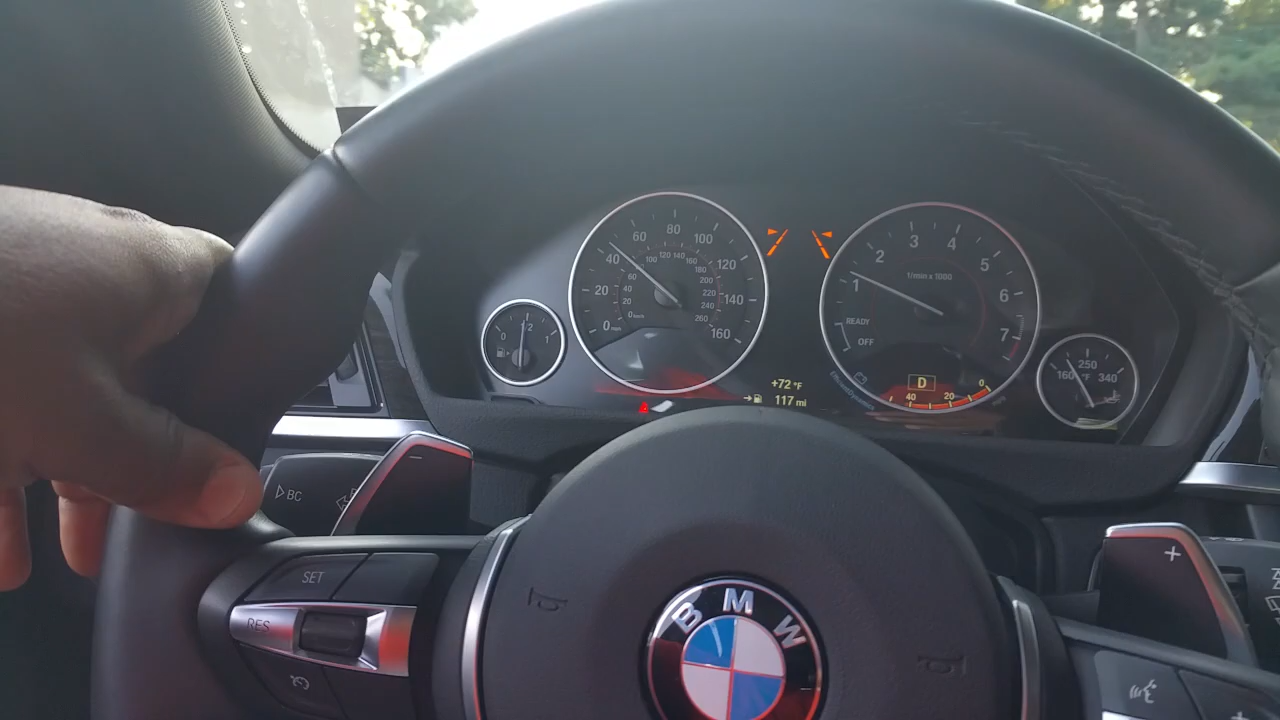 0 1/2 1
0 20 40 60 80 100 120 140 160
mph
0 20 40 60 80 100 120 140 160 180 200 220 240 260
km/h
1 2 3 4 5 6 7
1/min x 1000
READY
OFF
EfficientDynamics
+72 °F
117 mi
D
40 20 0
160 250 340
°F
BC
−
+
SET
RES
BMW